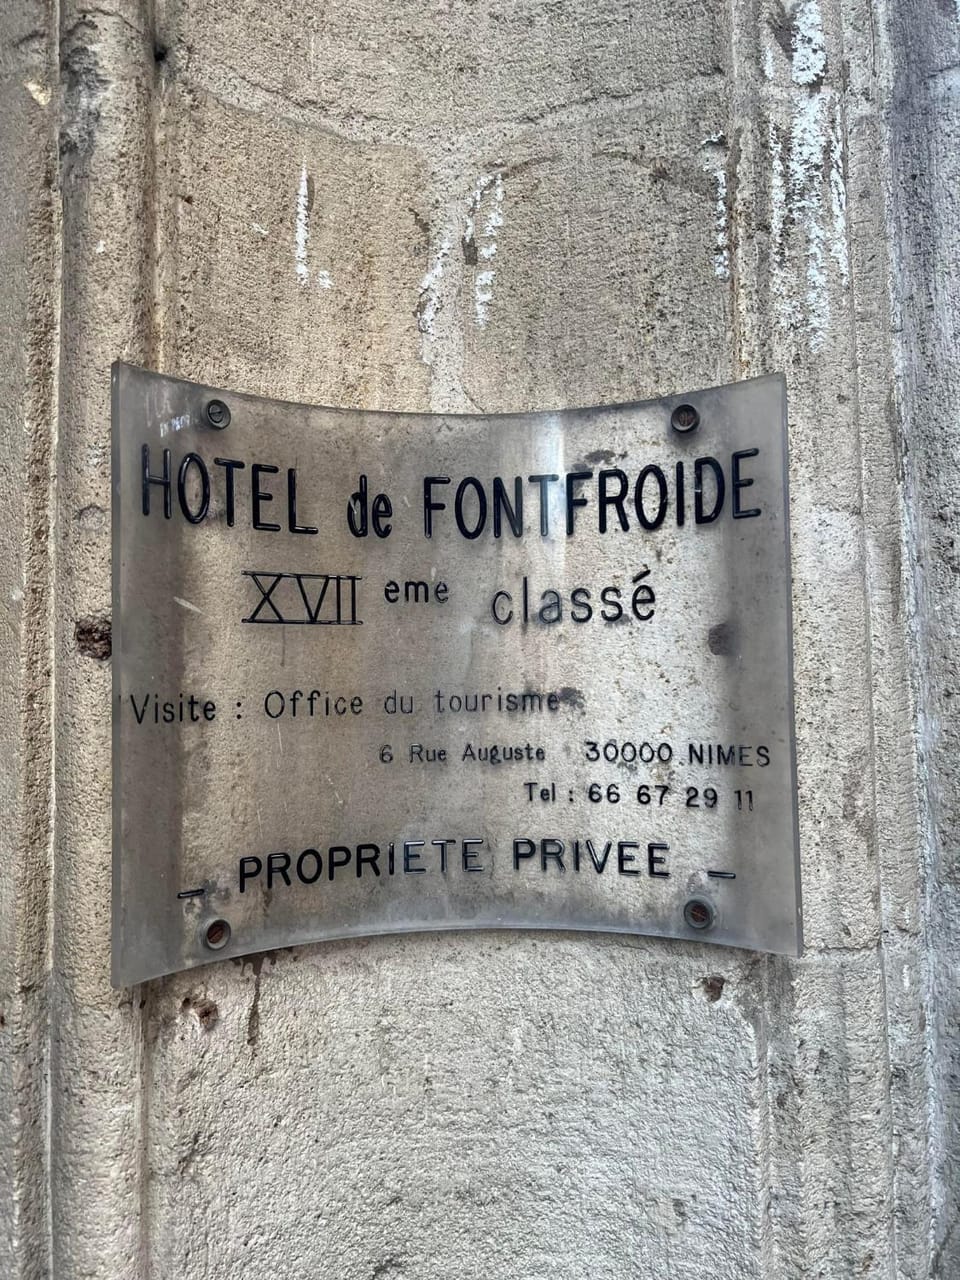 HOTEL de FONTFROIDE
XVII eme classé
Visite : Office du tourisme
6 Rue Auguste 30000 NIMES
Tel : 66 67 29 11
_ PROPRIETE PRIVEE _